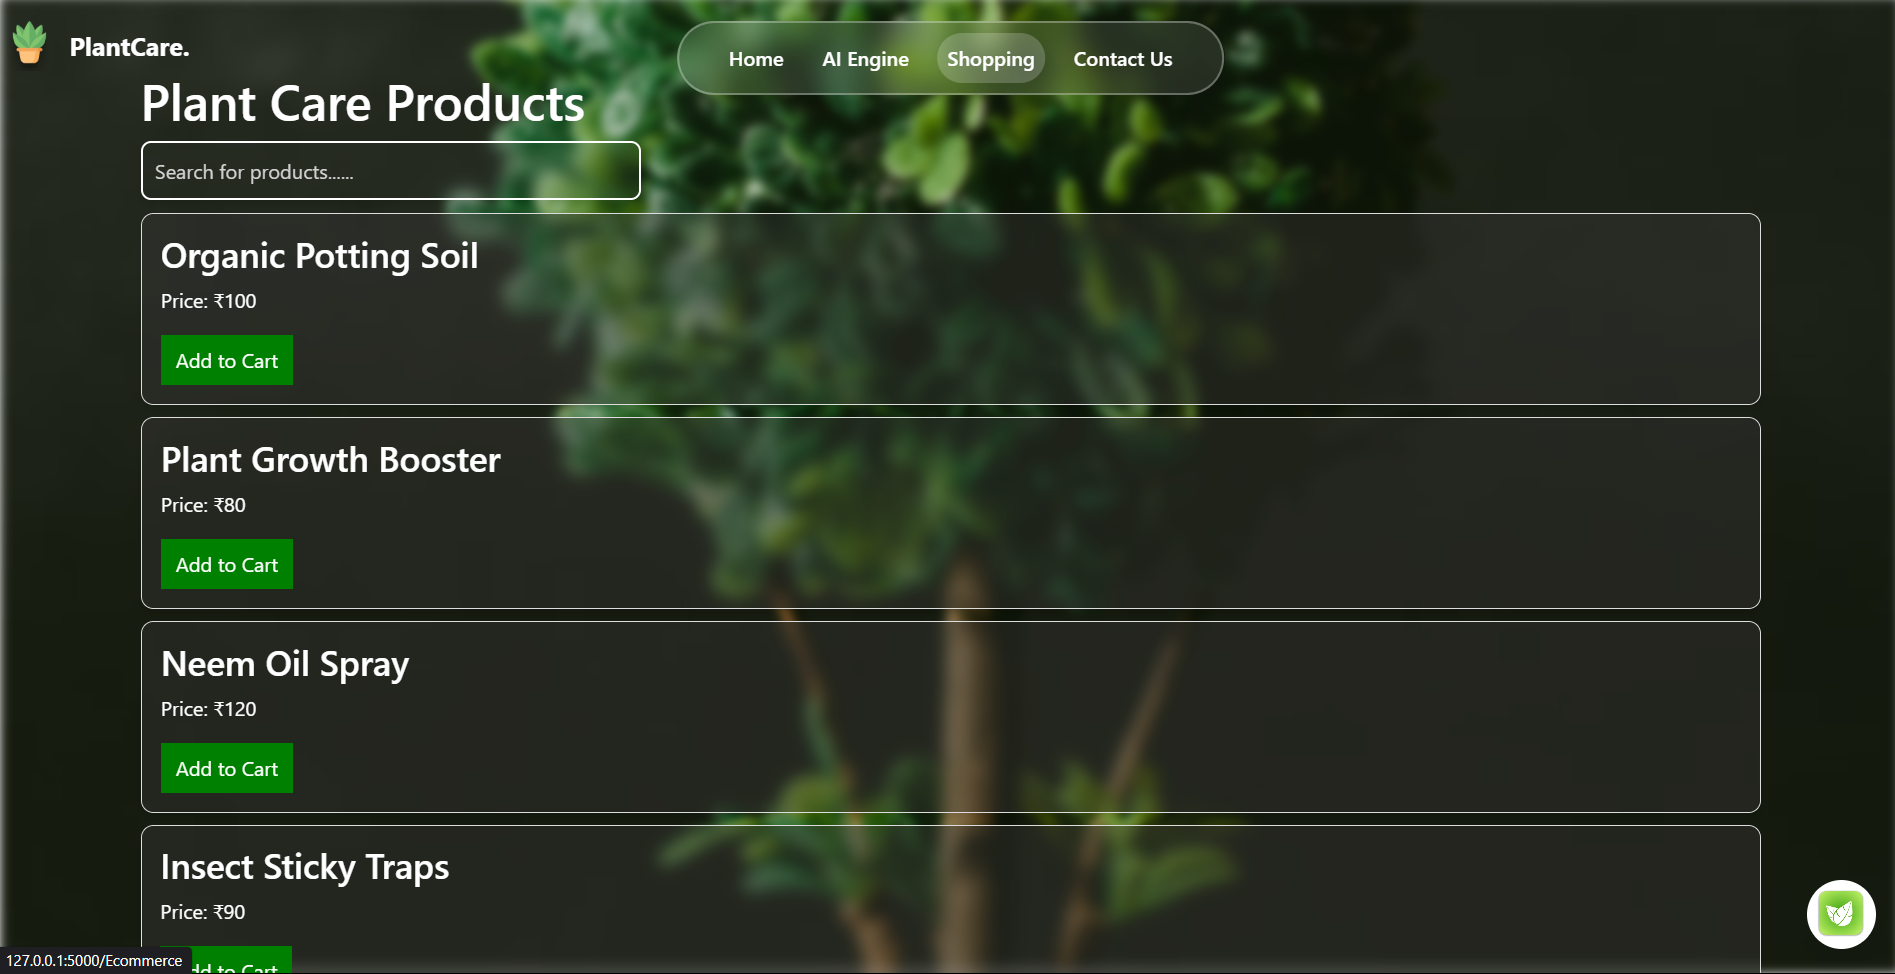 PlantCare.
Home AI Engine Shopping Contact Us
Plant Care Products
Search for products......
Organic Potting Soil
Price: ₹100
Add to Cart
Plant Growth Booster
Price: ₹80
Add to Cart
Neem Oil Spray
Price: ₹120
Add to Cart
Insect Sticky Traps
Price: ₹90
dd to Cart
127.0.0.1:5000/Ecommerce